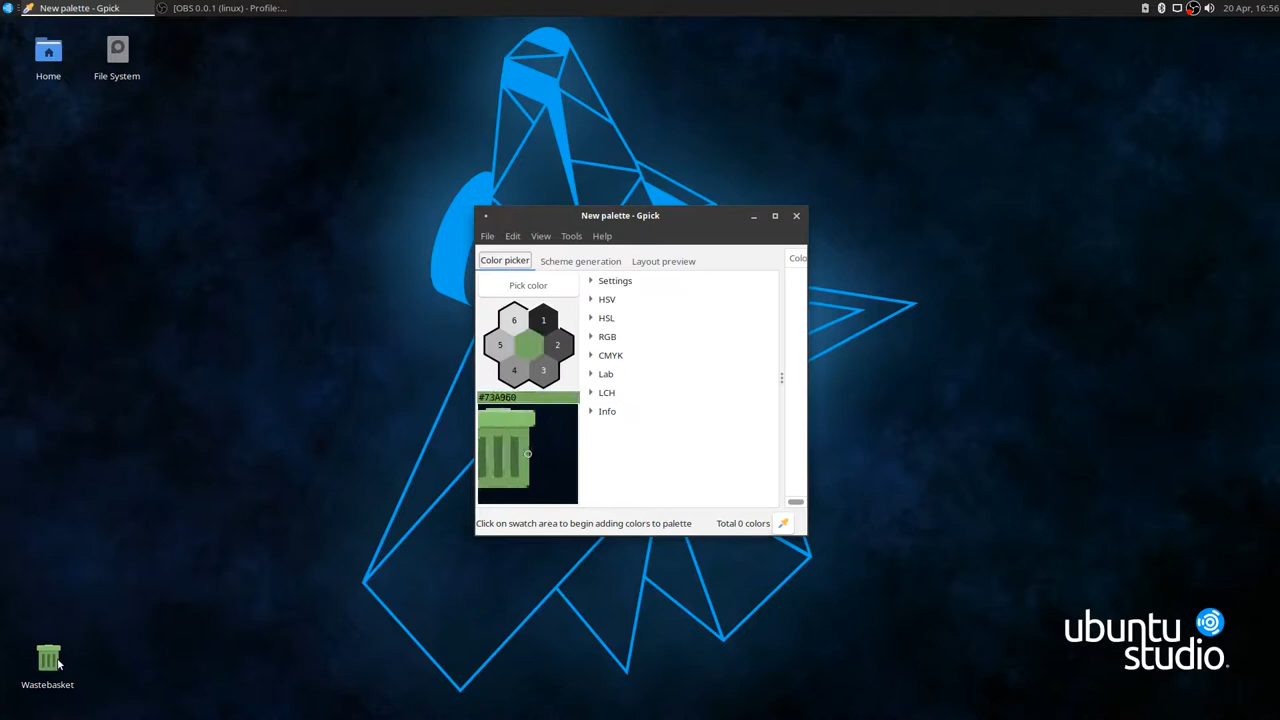 New palette - Gpick
[OBS 0.0.1 (linux) - Profile:...
20 Apr, 16:56
Home
File System
New palette - Gpick
File
Edit
View
Tools
Help
Color picker
Scheme generation
Layout preview
Colo
Pick color
6
1
5
2
4
3
#73A960
Settings
HSV
HSL
RGB
CMYK
Lab
LCH
Info
Click on swatch area to begin adding colors to palette
Total 0 colors
Wastebasket
ubuntu
studio